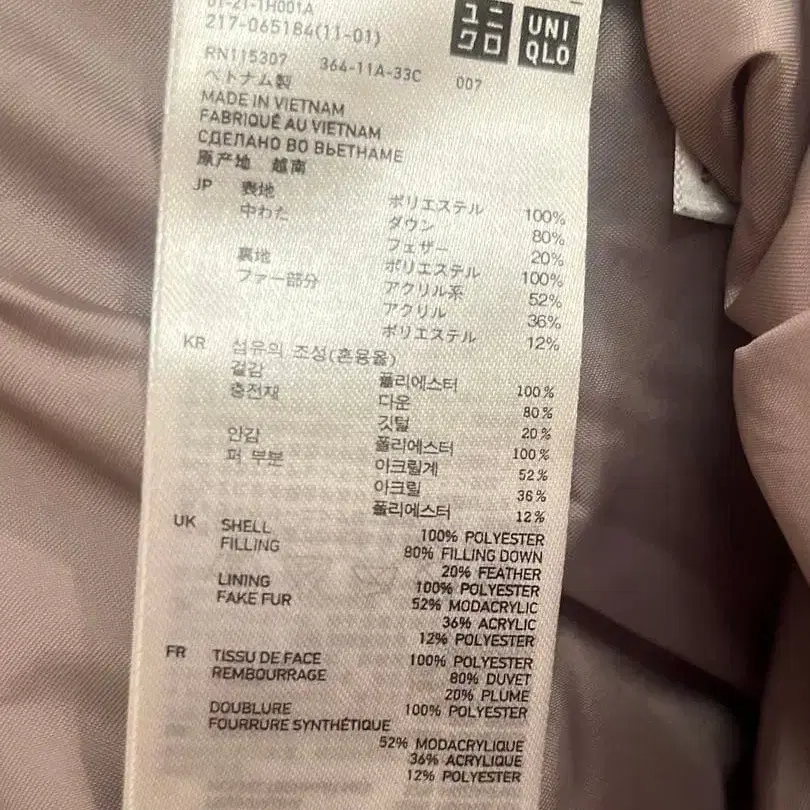 01-21-1H001A
217-065184(11-01)
ユニクロ
UNIQLO
RN115307 364-11A-33C 007
ベトナム製
MADE IN VIETNAM
FABRIQUÉ AU VIETNAM
СДЕЛАНО ВО ВЬЕТНАМЕ
原产地 越南
JP 表地 ポリエステル 100%
中わた ダウン 80%
フェザー 20%
裏地 ポリエステル 100%
ファー部分 アクリル系 52%
アクリル 36%
ポリエステル 12%
KR 섬유의 조성(혼용율)
겉감 폴리에스터 100%
충전재 다운 80%
깃털 20%
안감 폴리에스터 100%
퍼 부분 아크릴계 52%
아크릴 36%
폴리에스터 12%
UK SHELL 100% POLYESTER
FILLING 80% FILLING DOWN
20% FEATHER
LINING 100% POLYESTER
FAKE FUR 52% MODACRYLIC
36% ACRYLIC
12% POLYESTER
FR TISSU DE FACE 100% POLYESTER
REMBOURRAGE 80% DUVET
20% PLUME
DOUBLURE 100% POLYESTER
FOURRURE SYNTHÉTIQUE
52% MODACRYLIQUE
36% ACRYLIQUE
12% POLYESTER